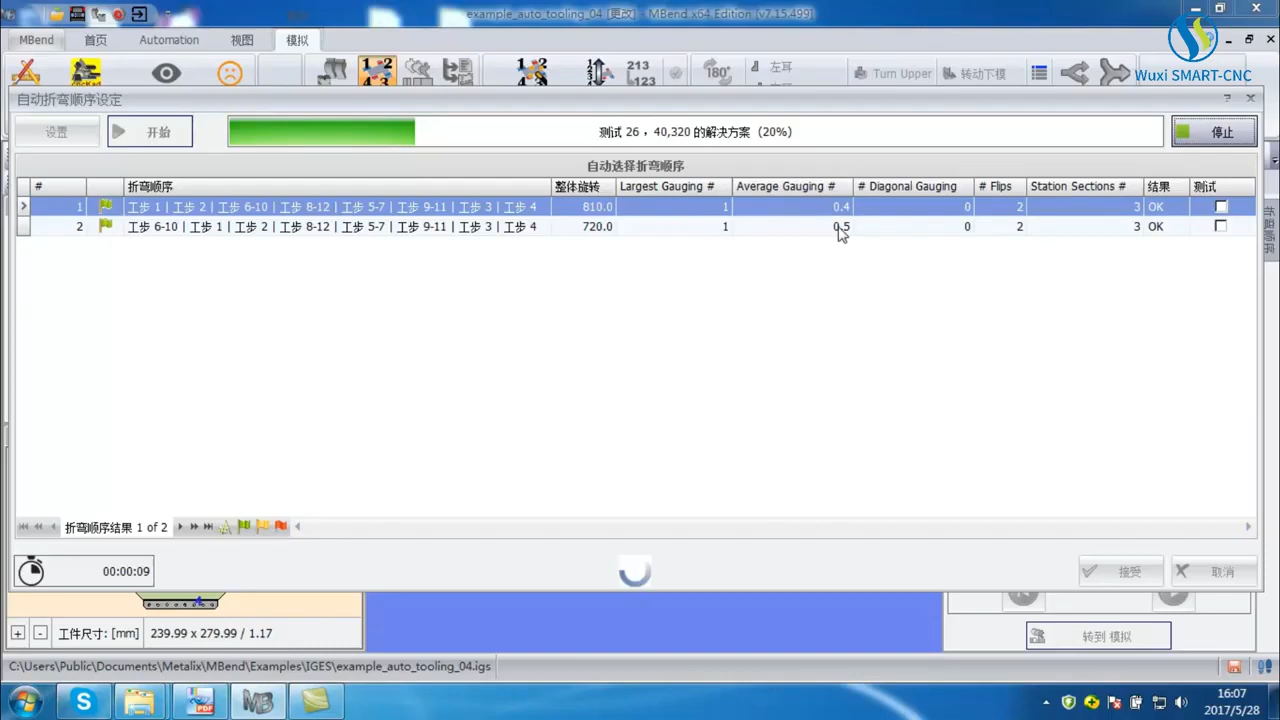 example_auto_tooling_04 [更改] - MBend x64 Edition [v7.15.499]
MBend 首页 Automation 视图 模拟
Wuxi SMART-CNC
213
123
180°
左耳
Turn Upper
转动下模
自动折弯顺序设定
设置 开始 测试 26 , 40,320 的解决方案 (20%) 停止
自动选择折弯顺序
# 折弯顺序 整体旋转 Largest Gauging # Average Gauging # # Diagonal Gauging # Flips Station Sections # 结果 测试
1 工步 1 | 工步 2 | 工步 6-10 | 工步 8-12 | 工步 5-7 | 工步 9-11 | 工步 3 | 工步 4 810.0 1 0.4 0 2 3 OK
2 工步 6-10 | 工步 1 | 工步 2 | 工步 8-12 | 工步 5-7 | 工步 9-11 | 工步 3 | 工步 4 720.0 1 0.5 0 2 3 OK
折弯顺序
折弯顺序结果 1 of 2
00:00:09
接受 取消
+ - 工件尺寸: [mm] 239.99 x 279.99 / 1.17
转到 模拟
C:\Users\Public\Documents\Metalix\MBend\Examples\IGES\example_auto_tooling_04.igs
16:07
2017/5/28